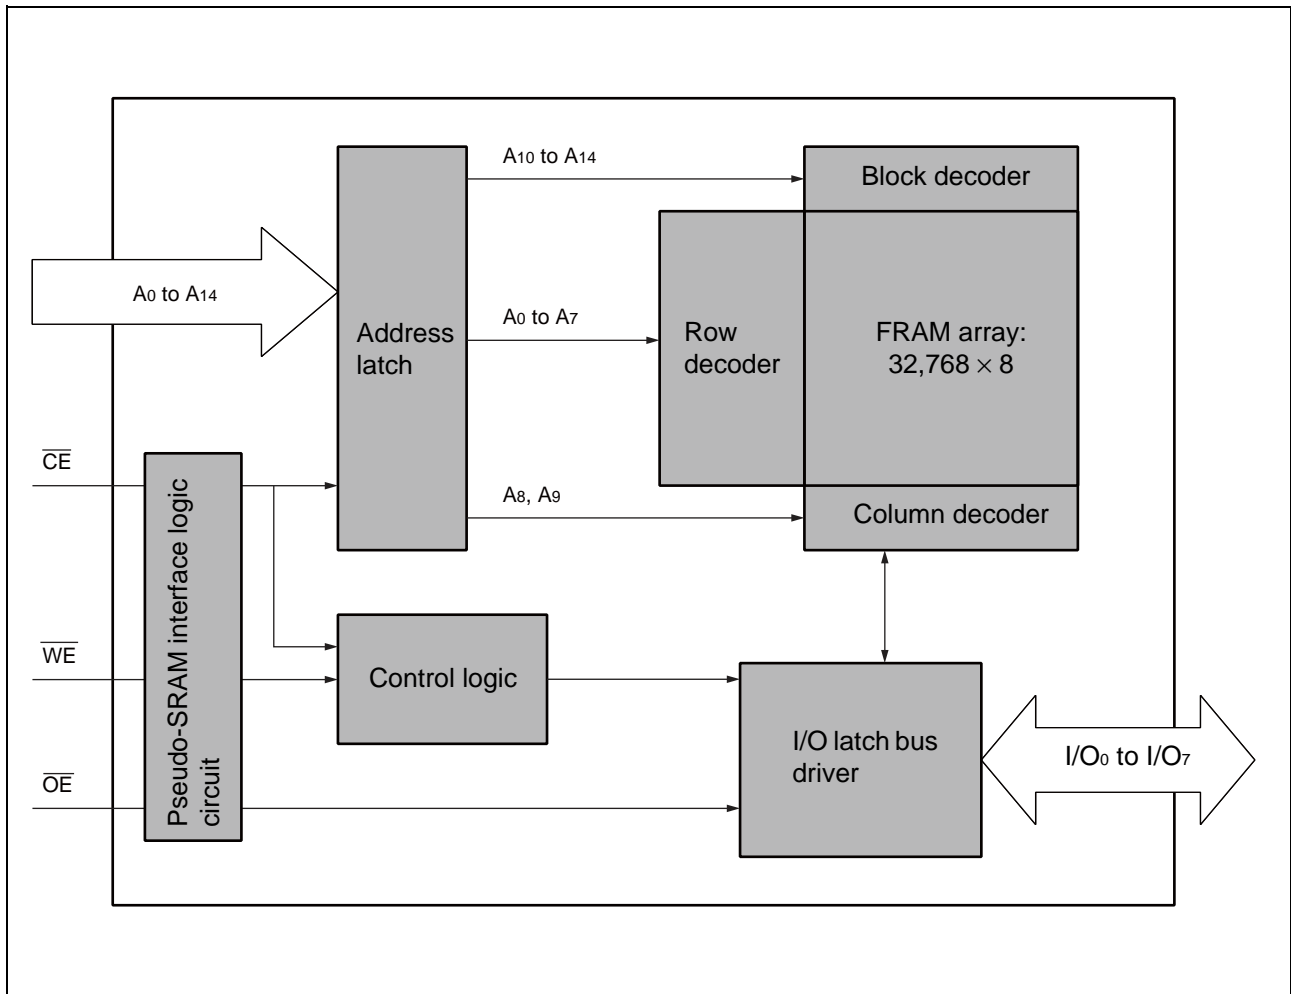 A10 to A14
Block decoder
A0 to A14
Address
latch
A0 to A7
Row
decoder
FRAM array:
32,768 × 8
CE
A8, A9
Column decoder
Pseudo-SRAM interface logic
circuit
WE
Control logic
I/O latch bus
driver
I/O0 to I/O7
OE